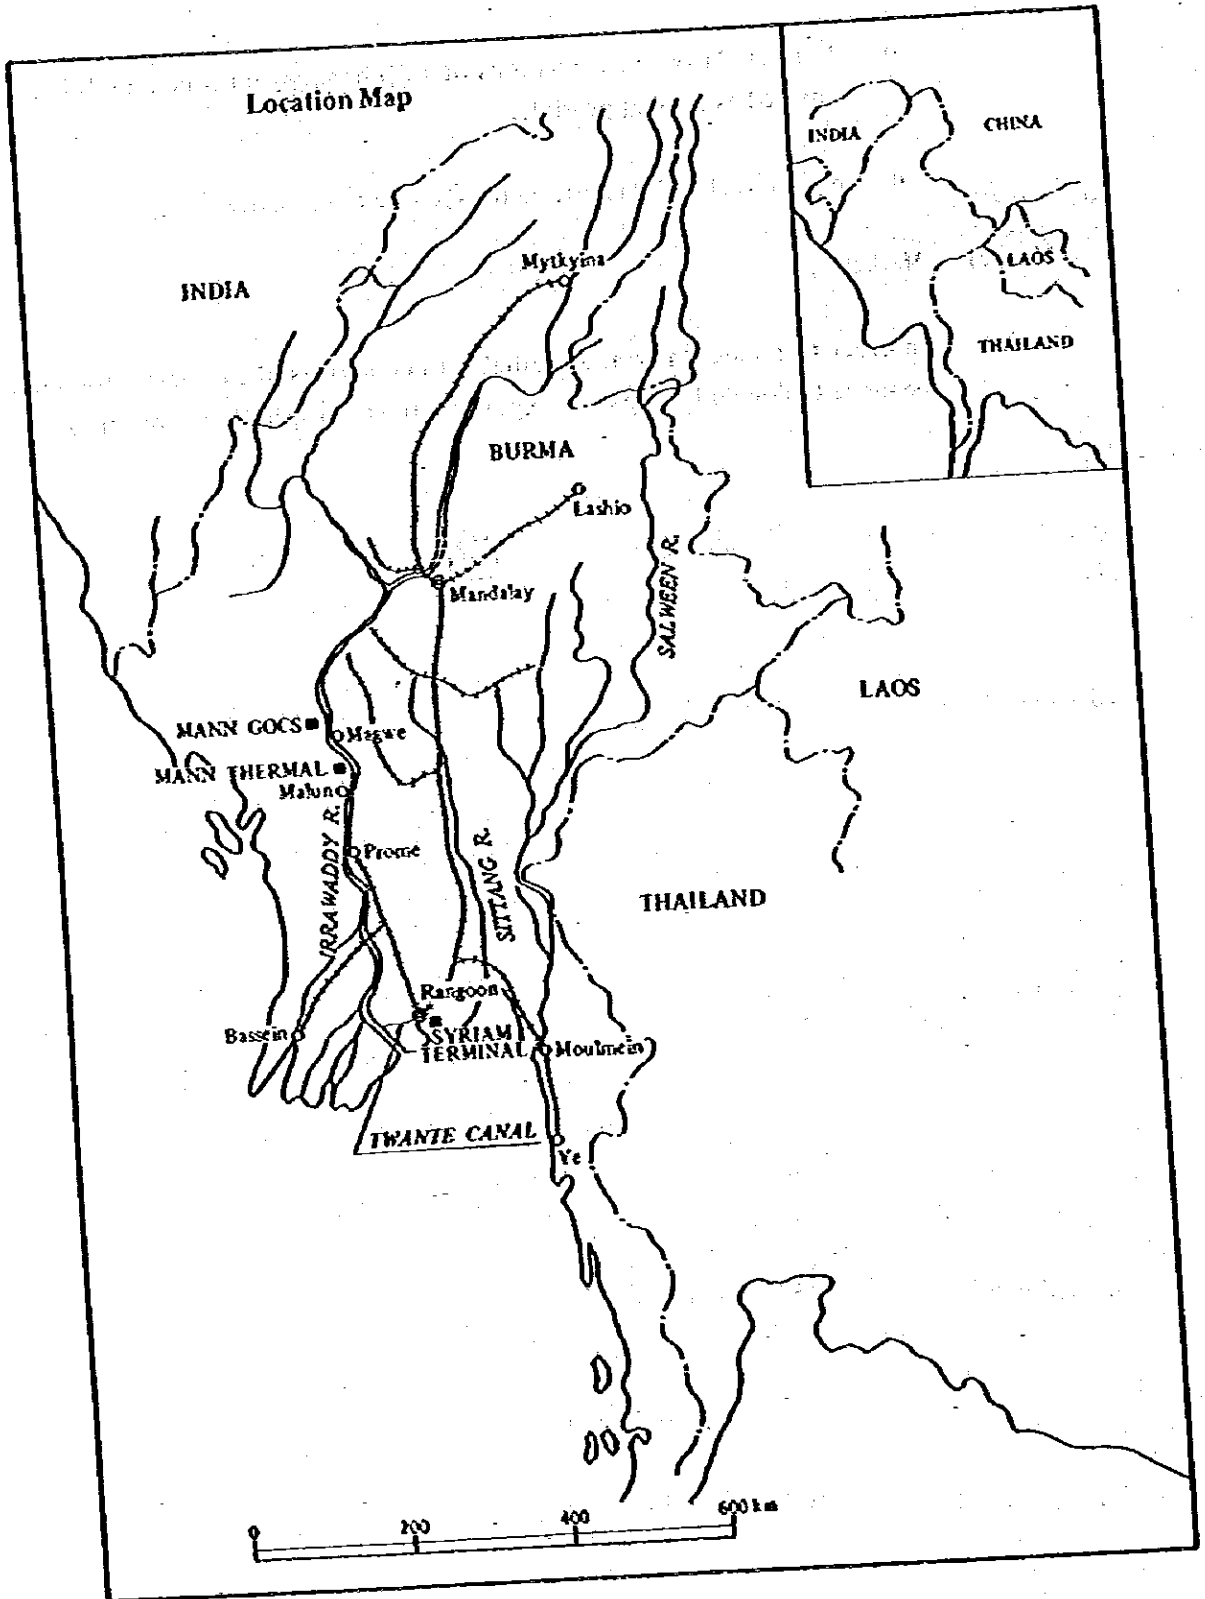 Location Map
INDIA
CHINA
LAOS
THAILAND
INDIA
Mytkyina
BURMA
Lashio
SALWEEN R.
Mandalay
LAOS
MANN GOCS
Magwe
MANN THERMAL
Malun
IRRAWADDY R.
Prome
SITTANG R.
THAILAND
Rangoon
Bassein
SYRIAM
TERMINAL
Moulmein
TWANTE CANAL
Ye
0
200
400
600 km